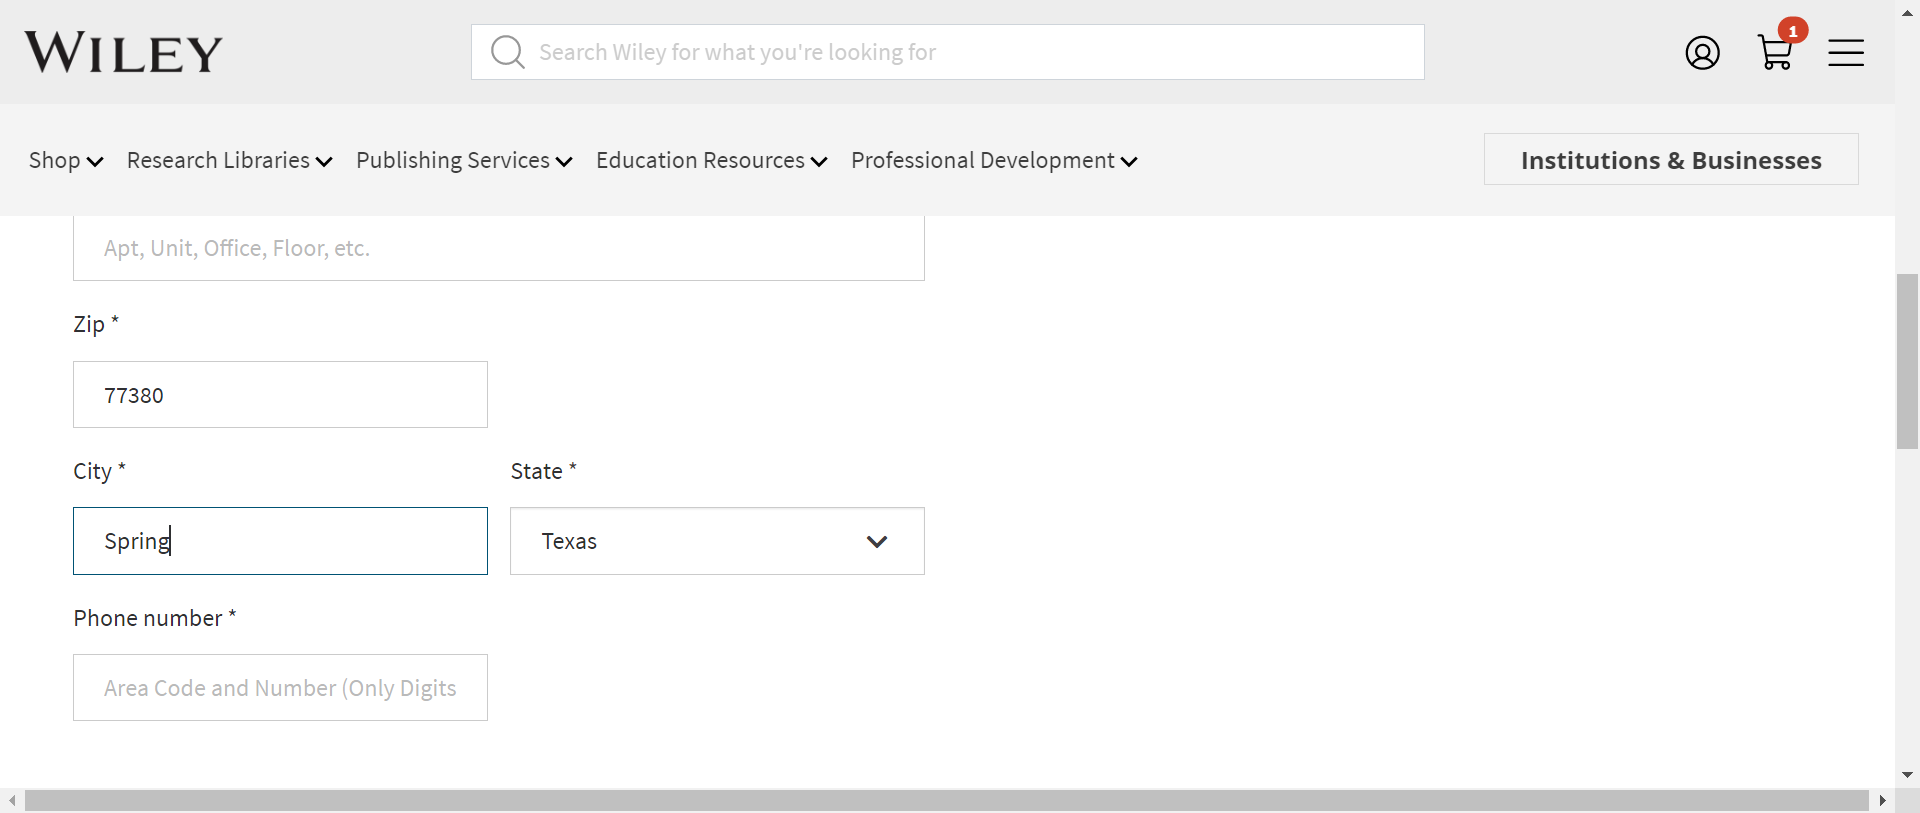 WILEY
Search Wiley for what you're looking for
1
Shop Research Libraries Publishing Services Education Resources Professional Development Institutions & Businesses
Apt, Unit, Office, Floor, etc.
Zip *
77380
City * State *
Spring Texas
Phone number *
Area Code and Number (Only Digits